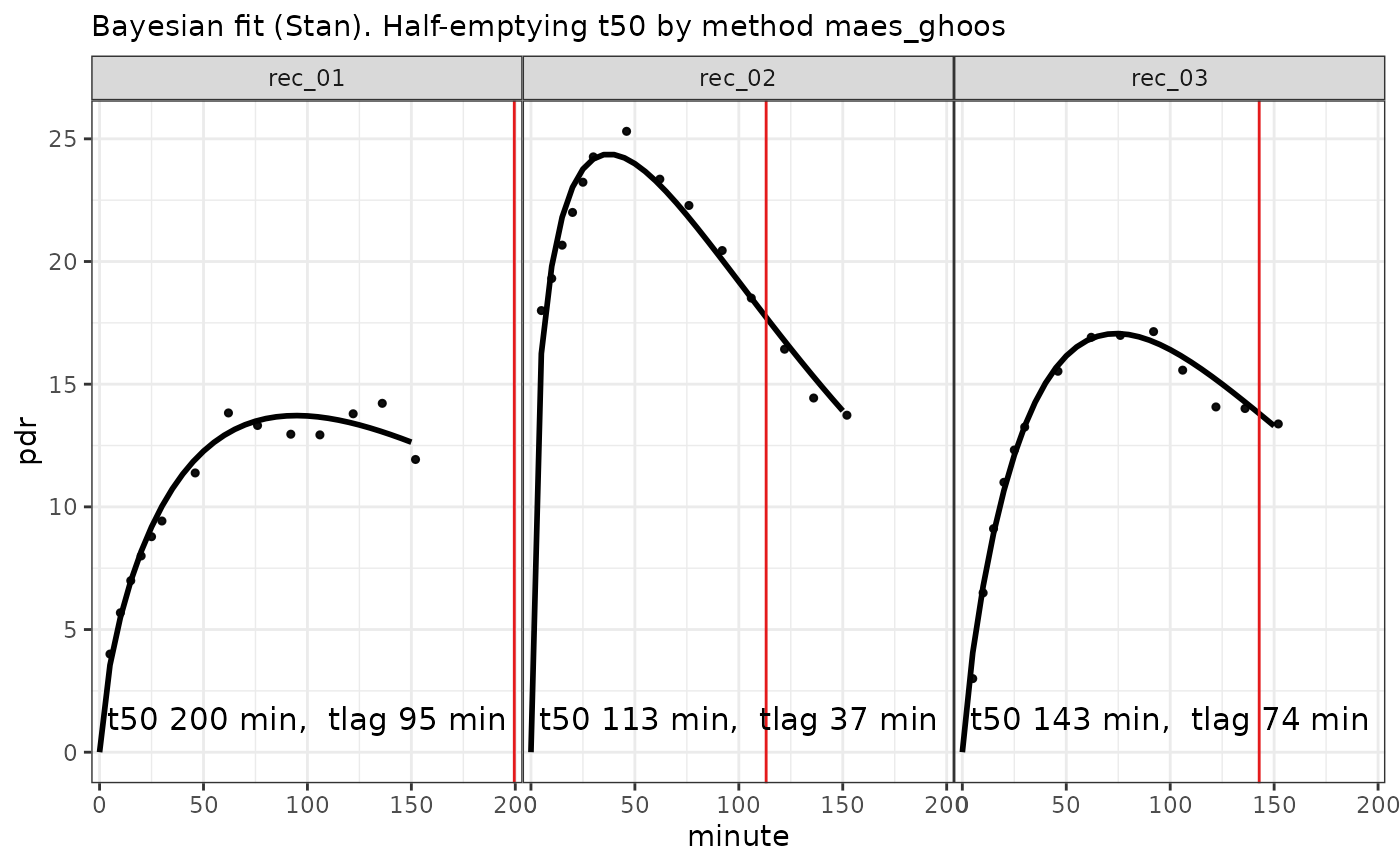 Bayesian fit (Stan). Half-emptying t50 by method maes_ghoos
rec_01 rec_02 rec_03
25
20
15
10
5
0
pdr
t50 200 min,  tlag 95 min t50 113 min,  tlag 37 min t50 143 min,  tlag 74 min
0 50 100 150 200 0 50 100 150 200 0 50 100 150 200
minute